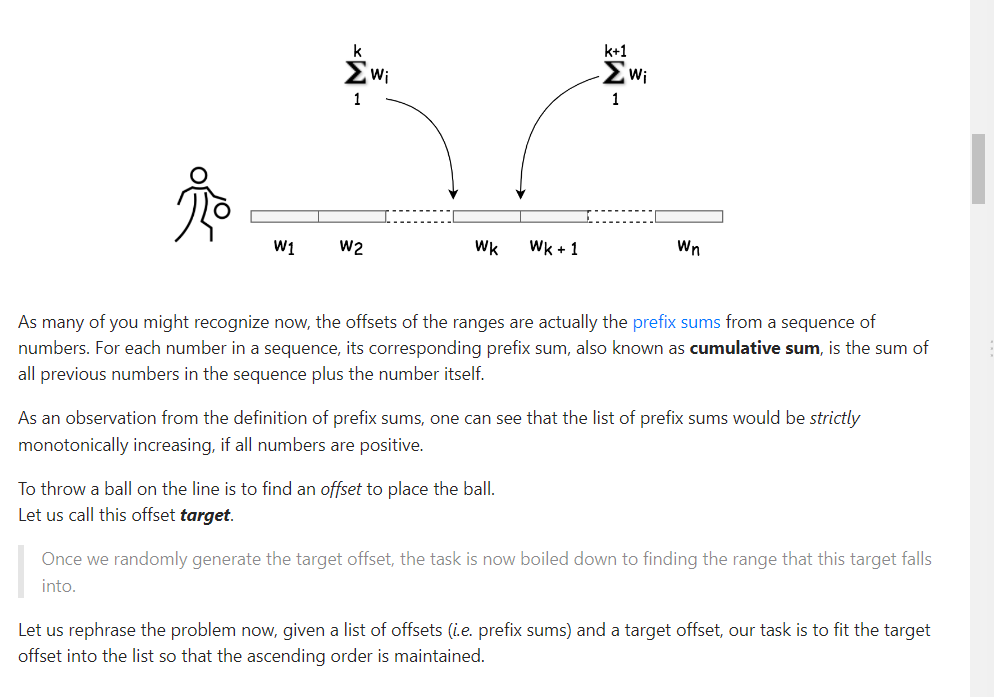 k k+1
Σ wi Σ wi
1 1
W1 W2 Wk Wk + 1 Wn
As many of you might recognize now, the offsets of the ranges are actually the prefix sums from a sequence of
numbers. For each number in a sequence, its corresponding prefix sum, also known as cumulative sum, is the sum of
all previous numbers in the sequence plus the number itself.
As an observation from the definition of prefix sums, one can see that the list of prefix sums would be strictly
monotonically increasing, if all numbers are positive.
To throw a ball on the line is to find an offset to place the ball.
Let us call this offset target.
Once we randomly generate the target offset, the task is now boiled down to finding the range that this target falls
into.
Let us rephrase the problem now, given a list of offsets (i.e. prefix sums) and a target offset, our task is to fit the target
offset into the list so that the ascending order is maintained.